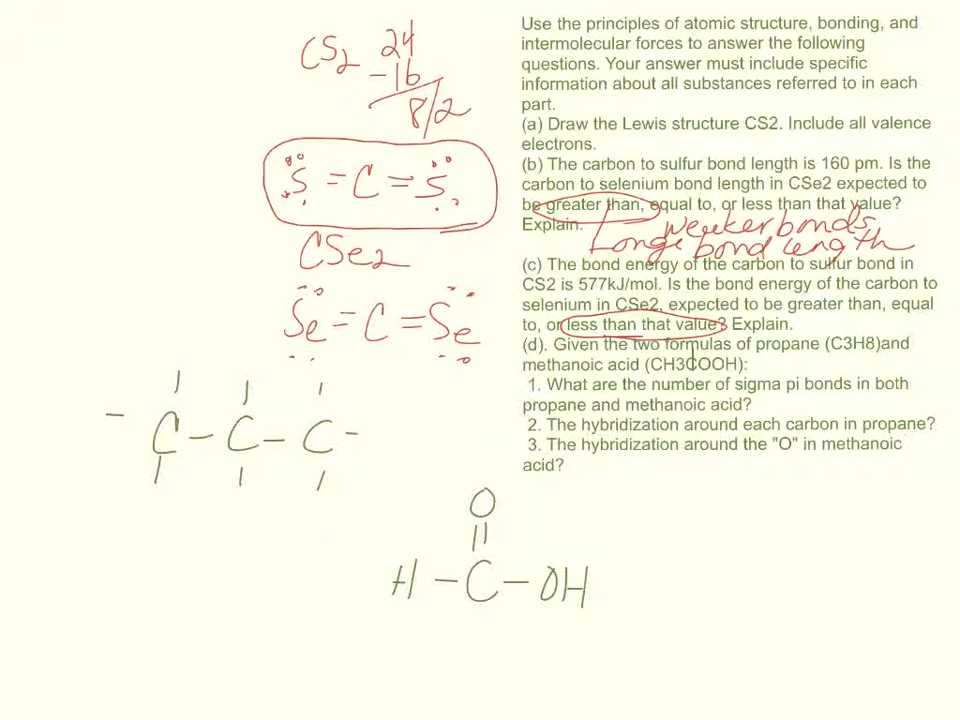 CS2 24
-16
8/2
S = C = S
CSe2
Se = C = Se
C - C - C -
O
||
H - C - OH
Use the principles of atomic structure, bonding, and
intermolecular forces to answer the following
questions. Your answer must include specific
information about all substances referred to in each
part.
(a) Draw the Lewis structure CS2. Include all valence
electrons.
(b) The carbon to sulfur bond length is 160 pm. Is the
carbon to selenium bond length in CSe2 expected to
be greater than, equal to, or less than that value?
Explain.
weaker bonds,
Longe bond length
(c) The bond energy of the carbon to sulfur bond in
CS2 is 577kJ/mol. Is the bond energy of the carbon to
selenium in CSe2, expected to be greater than, equal
to, or less than that value? Explain.
(d). Given the two formulas of propane (C3H8)and
methanoic acid (CH3COOH):
1. What are the number of sigma pi bonds in both
propane and methanoic acid?
2. The hybridization around each carbon in propane?
3. The hybridization around the "O" in methanoic
acid?